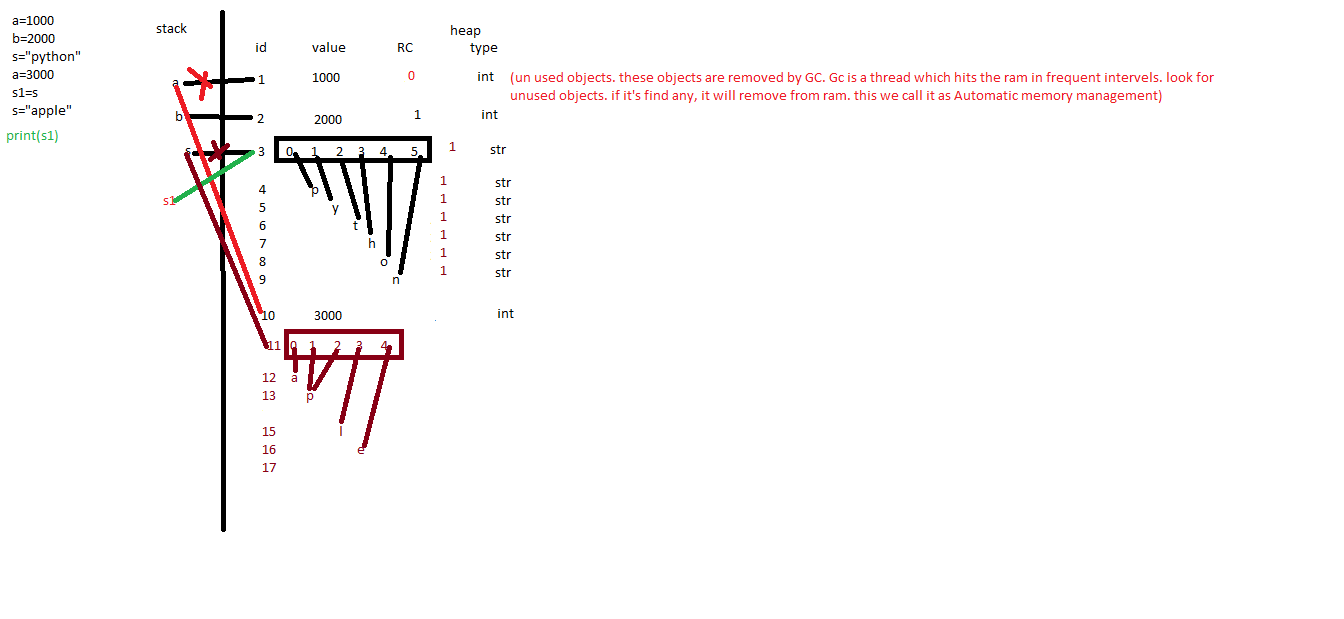 a=1000
b=2000
s="python"
a=3000
s1=s
s="apple"
print(s1)
stack
heap
id value RC type
a 1 1000 0 int (un used objects. these objects are removed by GC. Gc is a thread which hits the ram in frequent intervels. look for
unused objects. if it's find any, it will remove from ram. this we call it as Automatic memory management)
b 2 2000 1 int
s 3 0 1 2 3 4 5 1 str
4 p 1 str
s1 5 y 1 str
6 t 1 str
7 h 1 str
8 o 1 str
9 n 1 str
10 3000 int
11 0 1 2 3 4
12 a
13 p
15 l
16 e
17